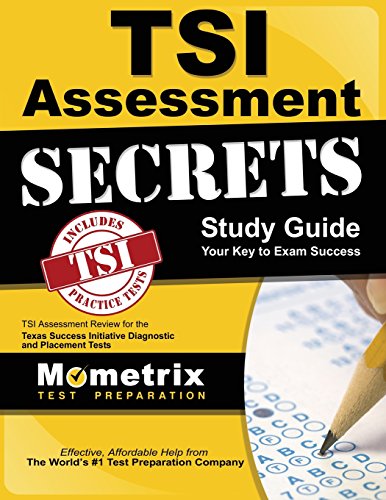 TSI
Assessment
SECRETS
Study Guide
Your Key to Exam Success
INCLUDES
TSI
PRACTICE TESTS
TSI Assessment Review for the
Texas Success Initiative Diagnostic
and Placement Tests
Mometrix
TEST PREPARATION
Effective, Affordable Help from
The World's #1 Test Preparation Company